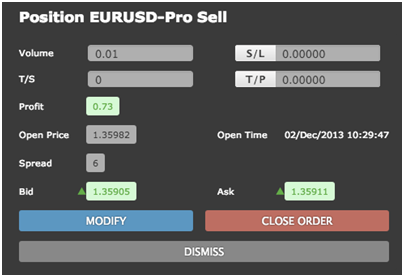 Position EURUSD-Pro Sell
Volume 0.01 S/L 0.00000
T/S 0 T/P 0.00000
Profit 0.73
Open Price 1.35982 Open Time 02/Dec/2013 10:29:47
Spread 6
Bid 1.35905 Ask 1.35911
MODIFY CLOSE ORDER
DISMISS